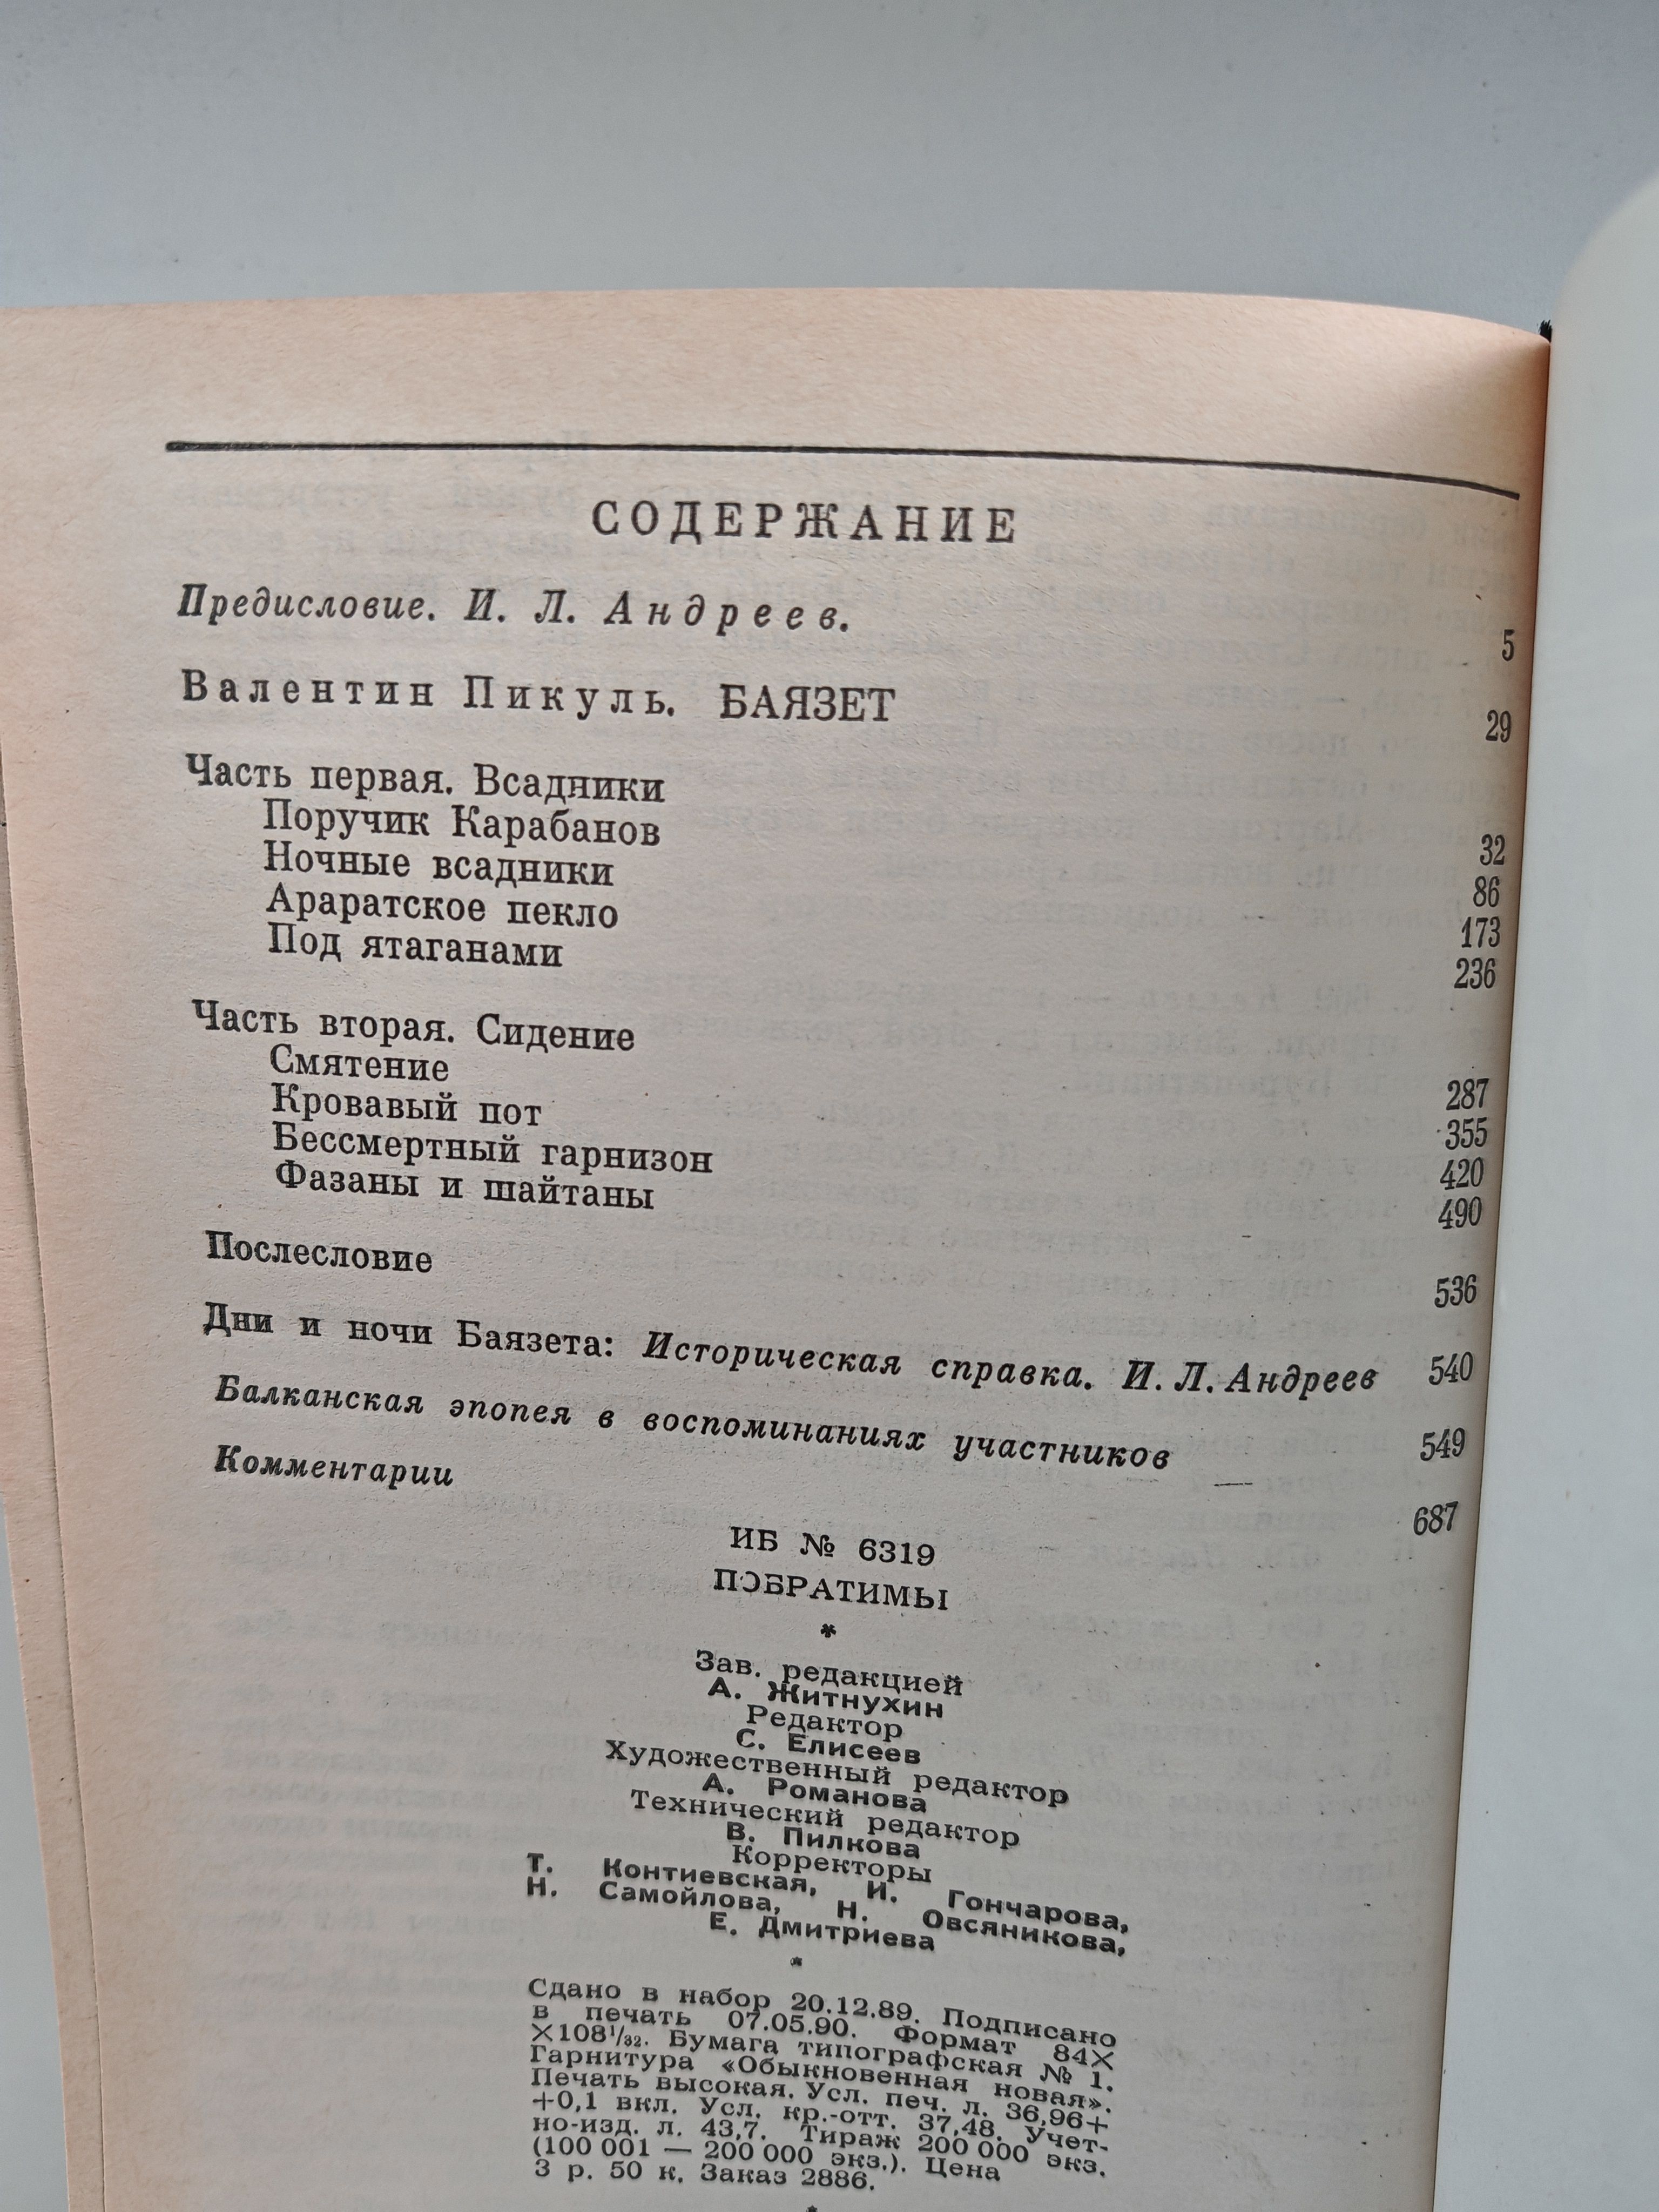 СОДЕРЖАНИЕ
Предисловие. И. Л. Андреев. 5
Валентин Пикуль. БАЯЗЕТ 29
Часть первая. Всадники
Поручик Карабанов 32
Ночные всадники 86
Араратское пекло 173
Под ятаганами 236
Часть вторая. Сидение
Смятение 287
Кровавый пот 355
Бессмертный гарнизон 420
Фазаны и шайтаны 490
Послесловие 536
Дни и ночи Баязета: Историческая справка. И. Л. Андреев 540
Балканская эпопея в воспоминаниях участников 549
Комментарии 687
ИБ № 6319
ПОБРАТИМЫ
*
Зав. редакцией
А. Житнухин
Редактор
С. Елисеев
Художественный редактор
А. Романова
Технический редактор
В. Пилкова
Корректоры
Т. Контиевская, И. Гончарова,
Н. Самойлова, Н. Овсяникова,
Е. Дмитриева
*
Сдано в набор 20.12.89. Подписано
в печать 07.05.90. Формат 84×
×108¹/₃₂. Бумага типографская № 1.
Гарнитура «Обыкновенная новая».
Печать высокая. Усл. печ. л. 36,96+
+0,1 вкл. Усл. кр.-отт. 37,48. Учет-
но-изд. л. 43,7. Тираж 200 000 экз.
(100 001 — 200 000 экз.). Цена
3 р. 50 к. Заказ 2886.